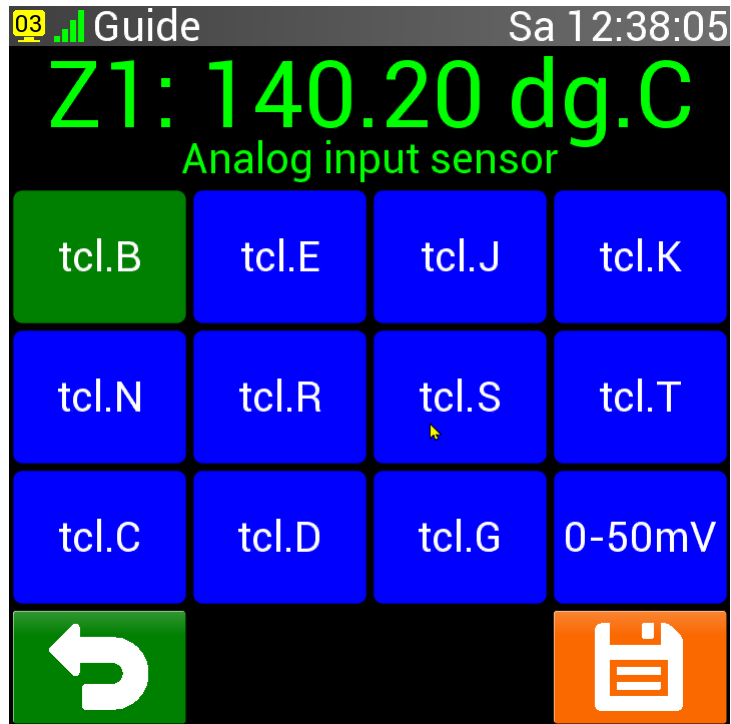 03 Guide Sa 12:38:05
Z1: 140.20 dg.C
Analog input sensor
tcl.B tcl.E tcl.J tcl.K
tcl.N tcl.R tcl.S tcl.T
tcl.C tcl.D tcl.G 0-50mV